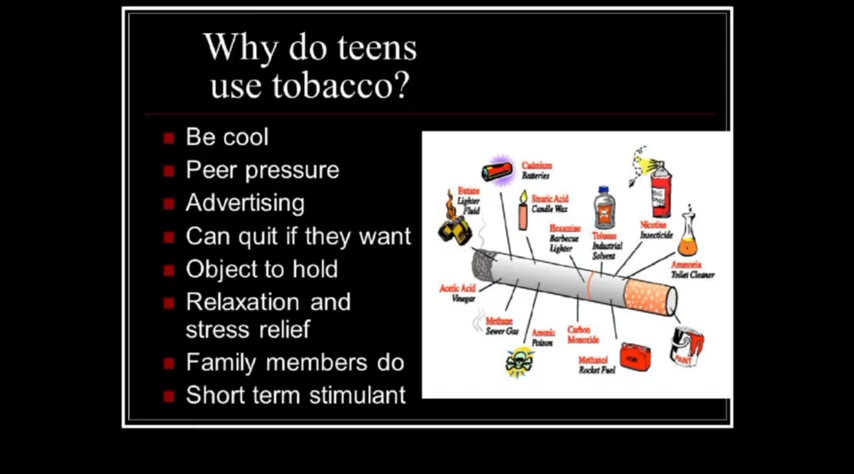 Why do teens
use tobacco?
Be cool
Peer pressure
Advertising
Can quit if they want
Object to hold
Relaxation and
stress relief
Family members do
Short term stimulant
Cadmium
Batteries
Butane
Lighter
Fluid
Stearic Acid
Candle Wax
Hexamine
Barbecue
Lighter
Toluene
Industrial
Solvent
Nicotine
Insecticide
Ammonia
Toilet Cleaner
Acetic Acid
Vinegar
Methane
Sewer Gas
Arsenic
Poison
Carbon
Monoxide
Methanol
Rocket Fuel
PAINT